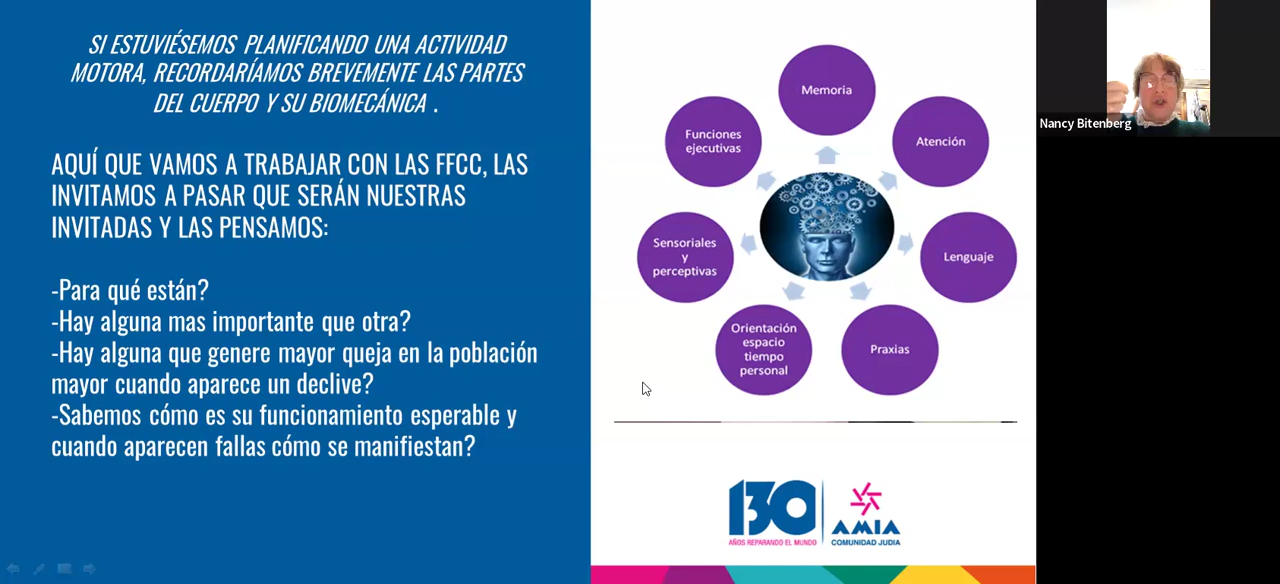 SI ESTUVIÉSEMOS PLANIFICANDO UNA ACTIVIDAD
MOTORA, RECORDARÍAMOS BREVEMENTE LAS PARTES
DEL CUERPO Y SU BIOMECÁNICA .
AQUÍ QUE VAMOS A TRABAJAR CON LAS FFCC, LAS
INVITAMOS A PASAR QUE SERÁN NUESTRAS
INVITADAS Y LAS PENSAMOS:
-Para qué están?
-Hay alguna mas importante que otra?
-Hay alguna que genere mayor queja en la población
mayor cuando aparece un declive?
-Sabemos cómo es su funcionamiento esperable y
cuando aparecen fallas cómo se manifiestan?
Memoria
Funciones
ejecutivas
Atención
Sensoriales
y
perceptivas
Lenguaje
Orientación
espacio
tiempo
personal
Praxias
130
AÑOS REPARANDO EL MUNDO
AMIA
COMUNIDAD JUDIA
Nancy Bitenberg